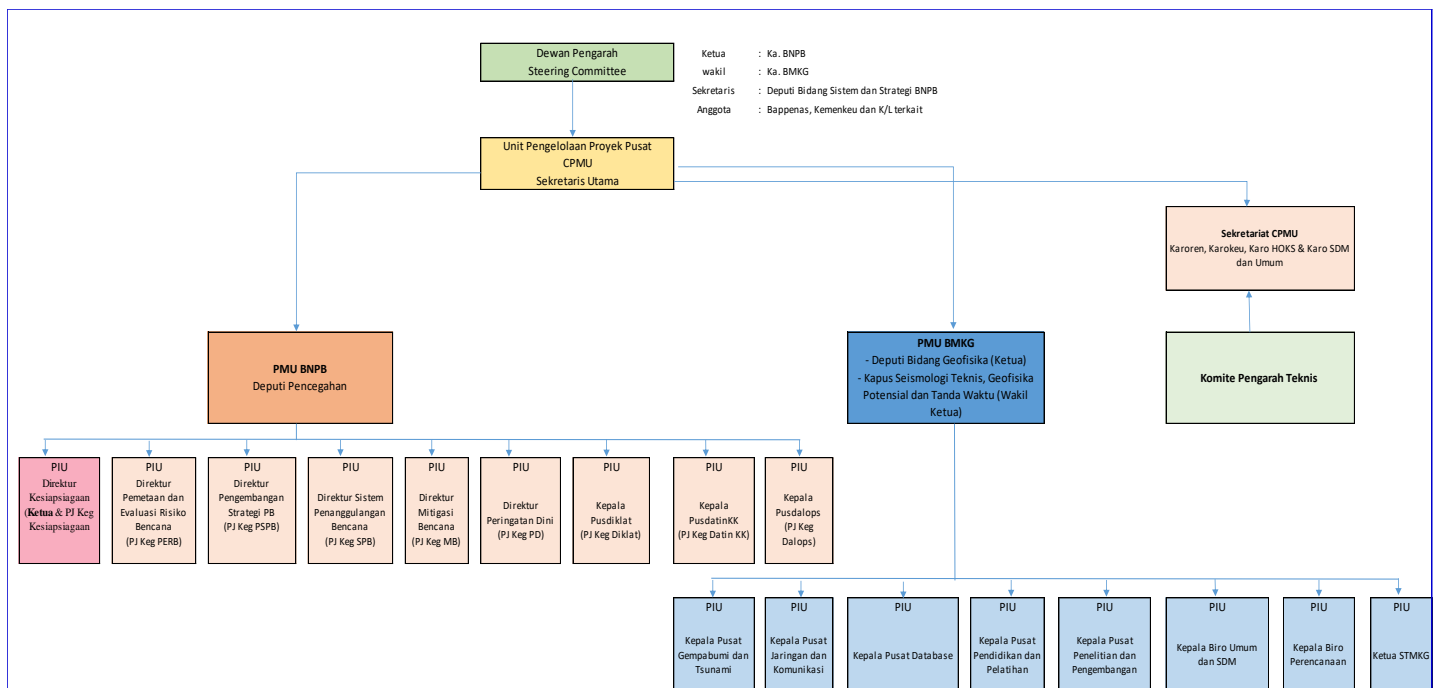 Dewan Pengarah
Steering Committee
Ketua : Ka. BNPB
wakil : Ka. BMKG
Sekretaris : Deputi Bidang Sistem dan Strategi BNPB
Anggota : Bappenas, Kemenkeu dan K/L terkait
Unit Pengelolaan Proyek Pusat
CPMU
Sekretaris Utama
Sekretariat CPMU
Karoren, Karokeu, Karo HOKS & Karo SDM
dan Umum
PMU BNPB
Deputi Pencegahan
PMU BMKG
- Deputi Bidang Geofisika (Ketua)
- Kapus Seismologi Teknis, Geofisika
Potensial dan Tanda Waktu (Wakil
Ketua)
Komite Pengarah Teknis
PIU
Direktur
Kesiapsiagaan
(Ketua & PJ Keg
Kesiapsiagaan
PIU
Direktur
Pemetaan dan
Evaluasi Risiko
Bencana
(PJ Keg PERB)
PIU
Direktur
Pengembangan
Strategi PB
(PJ Keg PSPB)
PIU
Direktur Sistem
Penanggulangan
Bencana
(PJ Keg SPB)
PIU
Direktur
Mitigasi
Bencana
(PJ Keg MB)
PIU
Direktur
Peringatan Dini
(PJ Keg PD)
PIU
Kepala
Pusdiklat
(PJ Keg Diklat)
PIU
Kepala
PusdatinKK
(PJ Keg Datin KK)
PIU
Kepala
Pusdalops
(PJ Keg
Dalops)
PIU
Kepala Pusat
Gempabumi dan
Tsunami
PIU
Kepala Pusat
Jaringan dan
Komunikasi
PIU
Kepala Pusat Database
PIU
Kepala Pusat
Pendidikan dan
Pelatihan
PIU
Kepala Pusat
Penelitian dan
Pengembangan
PIU
Kepala Biro Umum
dan SDM
PIU
Kepala Biro
Perencanaan
PIU
Ketua STMKG